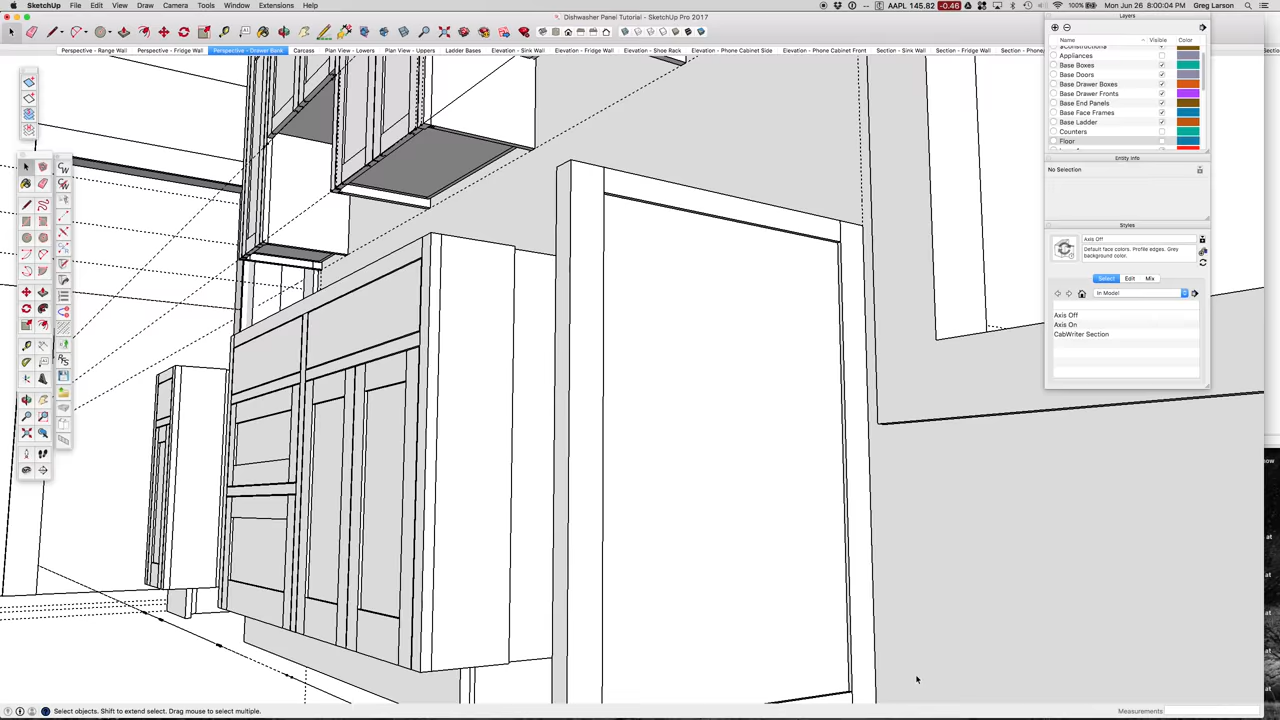 SketchUp File Edit View Draw Camera Tools Window Extensions Help
AAPL 145.82 -0.46 100% Mon Jun 26 8:00:04 PM Greg Larson
Dishwasher Panel Tutorial - SketchUp Pro 2017
Perspective - Range Wall Perspective - Fridge Wall Perspective - Drawer Bank Carcass Plan View - Lowers Plan View - Uppers Ladder Bases Elevation - Sink Wall Elevation - Fridge Wall Elevation - Shoe Rack Elevation - Phone Cabinet Side Elevation - Phone Cabinet Front Section - Sink Wall Section - Fridge Wall Section - Phone
Layers
Name Visible Color
Appliances
Base Boxes
Base Doors
Base Drawer Boxes
Base Drawer Fronts
Base End Panels
Base Face Frames
Base Ladder
Counters
Floor
Entity Info
No Selection
Styles
Axis Off
Default face colors. Profile edges. Grey
background color.
Select Edit Mix
In Model
Axis Off
Axis On
CabWriter Section
at
at
at
at
Select objects. Shift to extend select. Drag mouse to select multiple.
Measurements